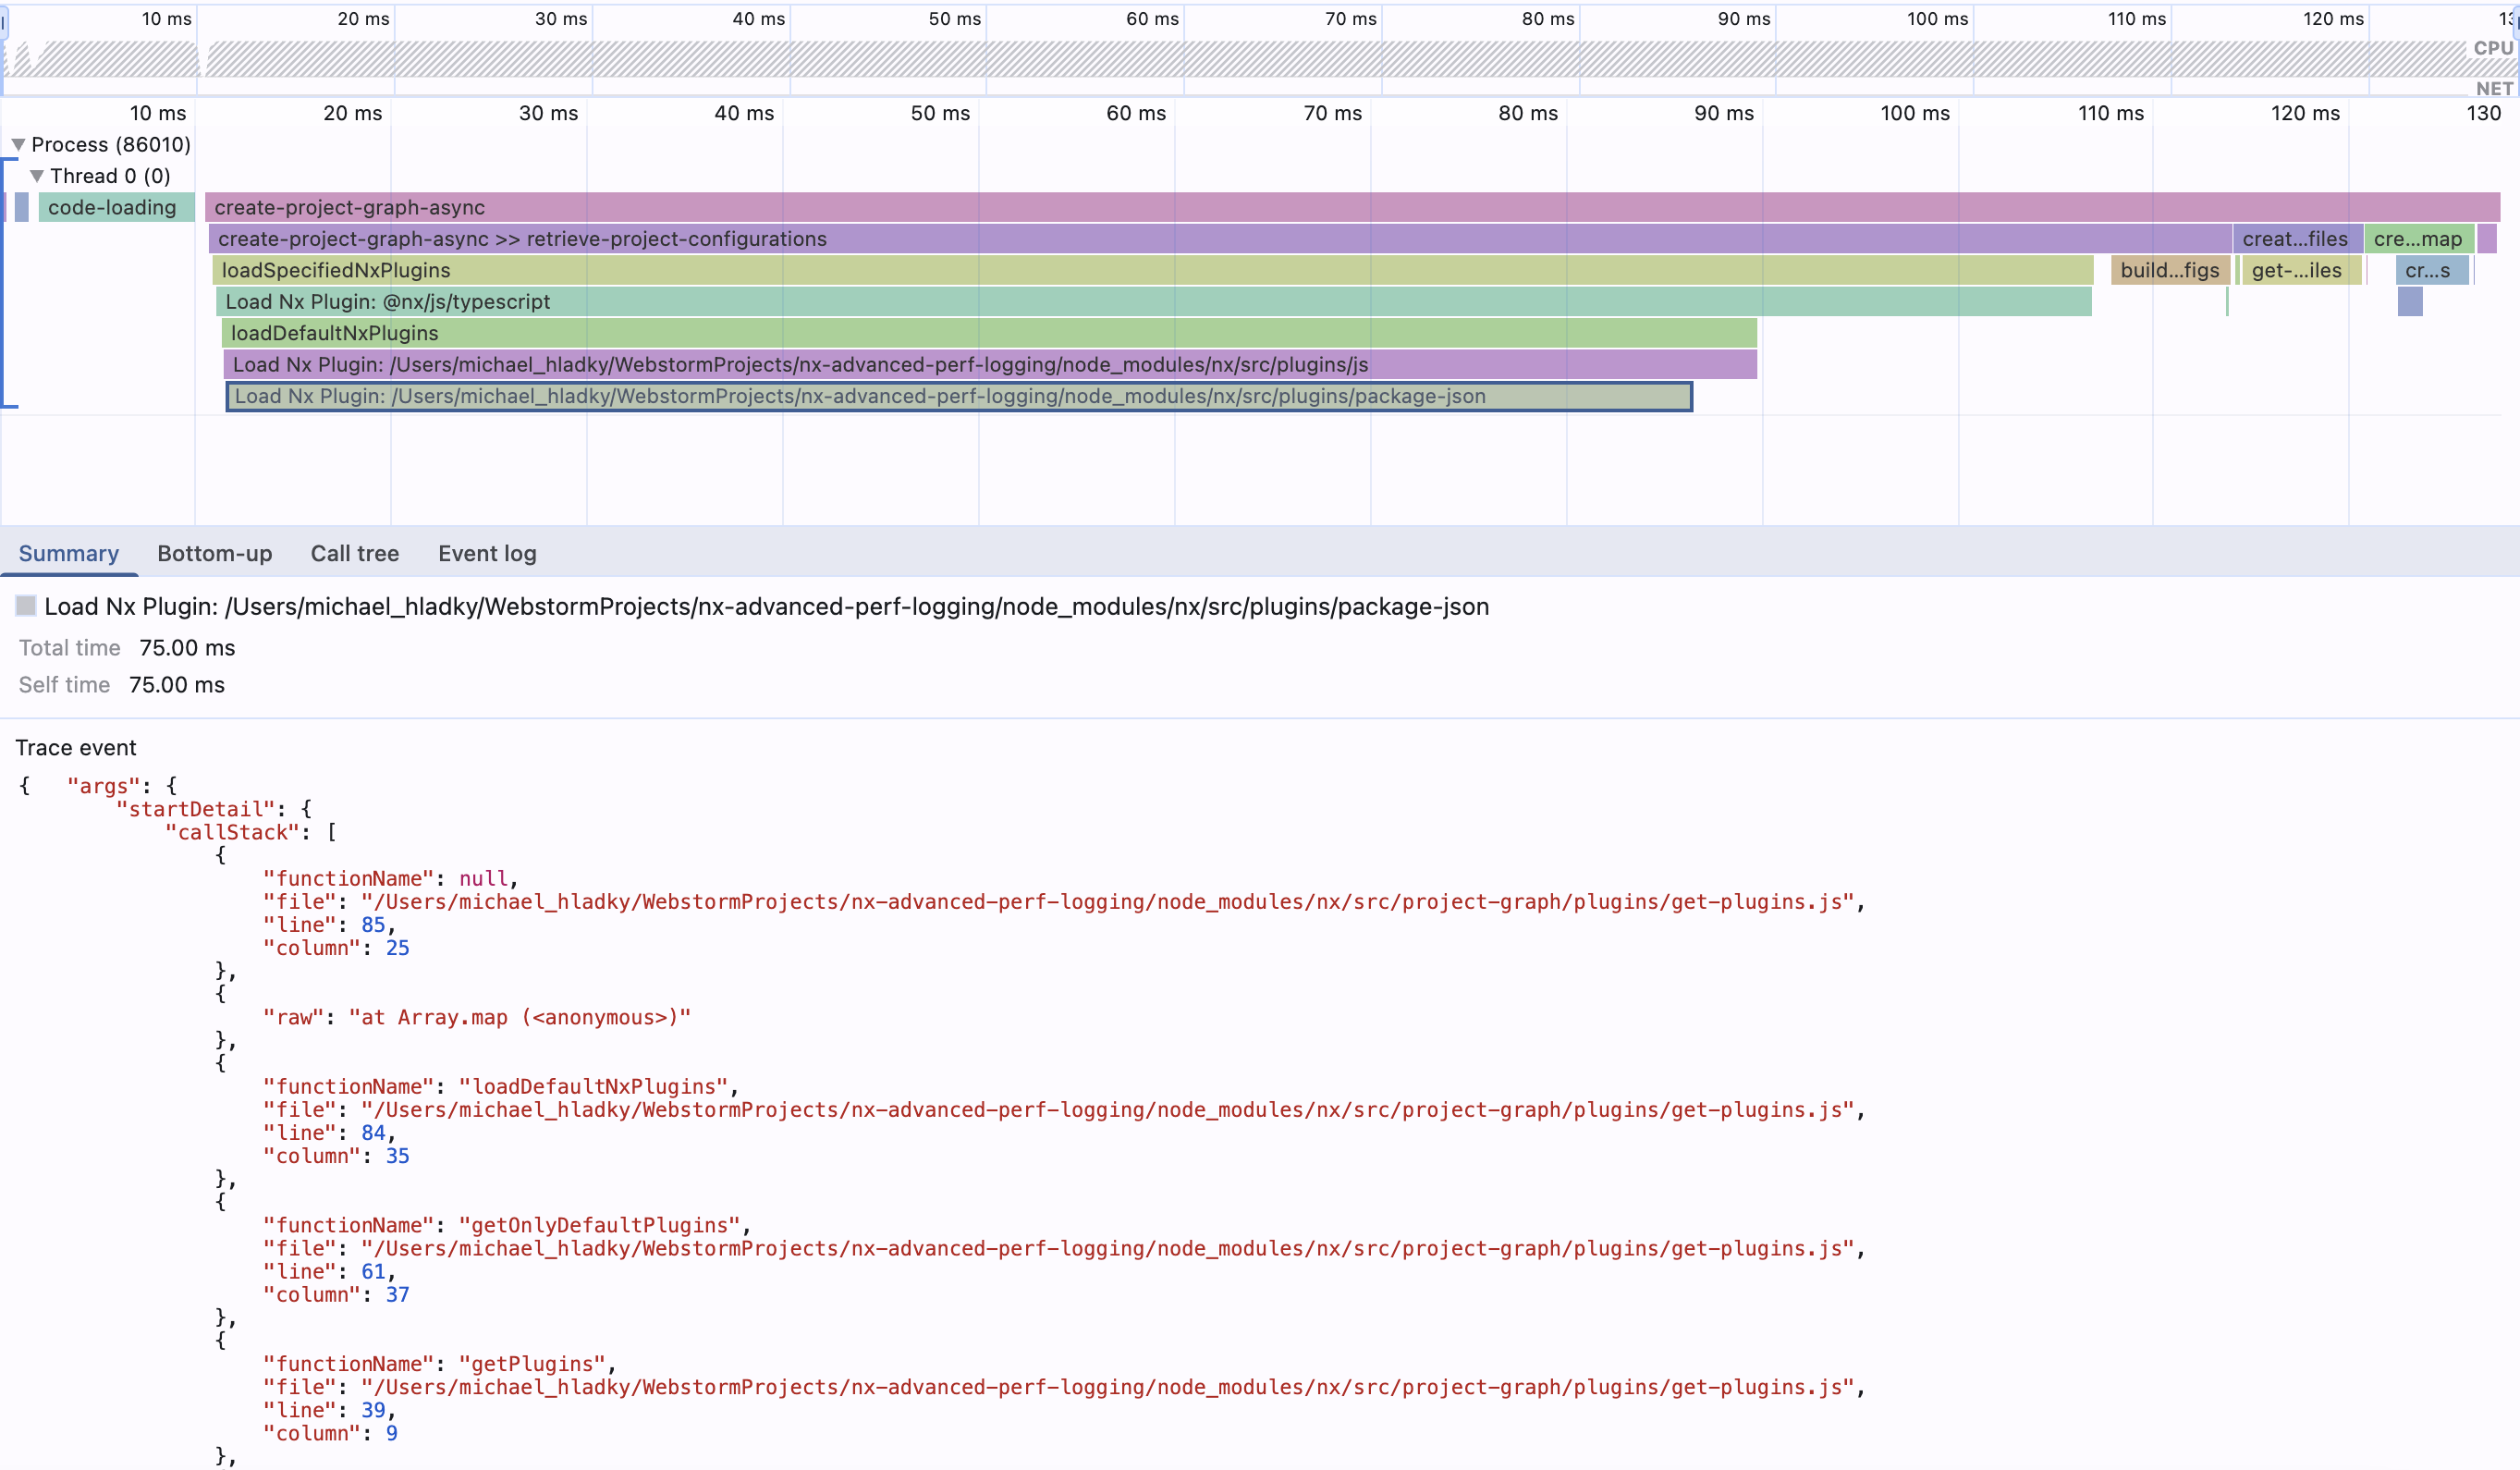 10 ms 20 ms 30 ms 40 ms 50 ms 60 ms 70 ms 80 ms 90 ms 100 ms 110 ms 120 ms
CPU
NET
10 ms 20 ms 30 ms 40 ms 50 ms 60 ms 70 ms 80 ms 90 ms 100 ms 110 ms 120 ms 130
Process (86010)
Thread 0 (0)
code-loading create-project-graph-async
create-project-graph-async >> retrieve-project-configurations creat...files cre...map
loadSpecifiedNxPlugins build...figs get-...iles cr...s
Load Nx Plugin: @nx/js/typescript
loadDefaultNxPlugins
Load Nx Plugin: /Users/michael_hladky/WebstormProjects/nx-advanced-perf-logging/node_modules/nx/src/plugins/js
Load Nx Plugin: /Users/michael_hladky/WebstormProjects/nx-advanced-perf-logging/node_modules/nx/src/plugins/package-json
Summary Bottom-up Call tree Event log
Load Nx Plugin: /Users/michael_hladky/WebstormProjects/nx-advanced-perf-logging/node_modules/nx/src/plugins/package-json
Total time 75.00 ms
Self time 75.00 ms
Trace event
{ "args": {
"startDetail": {
"callStack": [
{
"functionName": null,
"file": "/Users/michael_hladky/WebstormProjects/nx-advanced-perf-logging/node_modules/nx/src/project-graph/plugins/get-plugins.js",
"line": 85,
"column": 25
},
{
"raw": "at Array.map (<anonymous>)"
},
{
"functionName": "loadDefaultNxPlugins",
"file": "/Users/michael_hladky/WebstormProjects/nx-advanced-perf-logging/node_modules/nx/src/project-graph/plugins/get-plugins.js",
"line": 84,
"column": 35
},
{
"functionName": "getOnlyDefaultPlugins",
"file": "/Users/michael_hladky/WebstormProjects/nx-advanced-perf-logging/node_modules/nx/src/project-graph/plugins/get-plugins.js",
"line": 61,
"column": 37
},
{
"functionName": "getPlugins",
"file": "/Users/michael_hladky/WebstormProjects/nx-advanced-perf-logging/node_modules/nx/src/project-graph/plugins/get-plugins.js",
"line": 39,
"column": 9
},